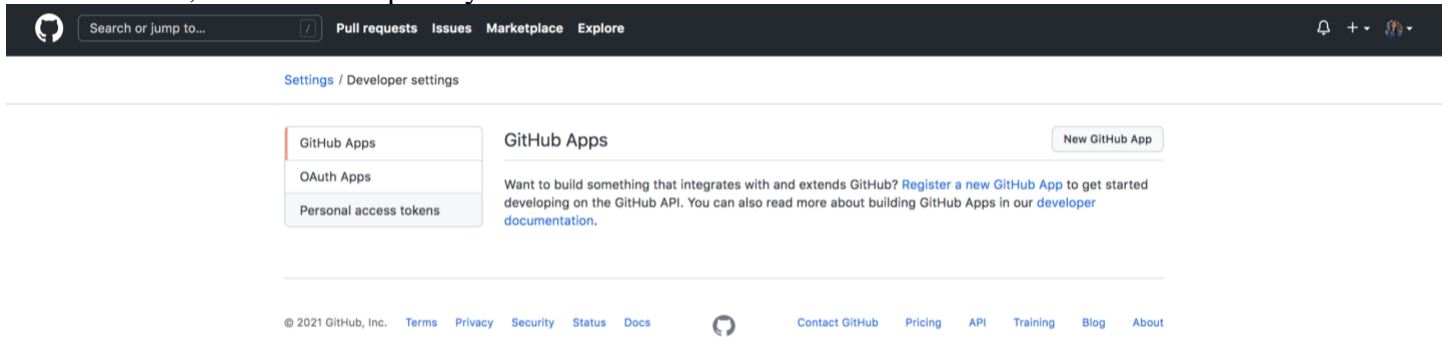 Search or jump to... /
Pull requests Issues Marketplace Explore
Settings / Developer settings
GitHub Apps
OAuth Apps
Personal access tokens
GitHub Apps
New GitHub App
Want to build something that integrates with and extends GitHub? Register a new GitHub App to get started
developing on the GitHub API. You can also read more about building GitHub Apps in our developer
documentation.
© 2021 GitHub, Inc. Terms Privacy Security Status Docs Contact GitHub Pricing API Training Blog About